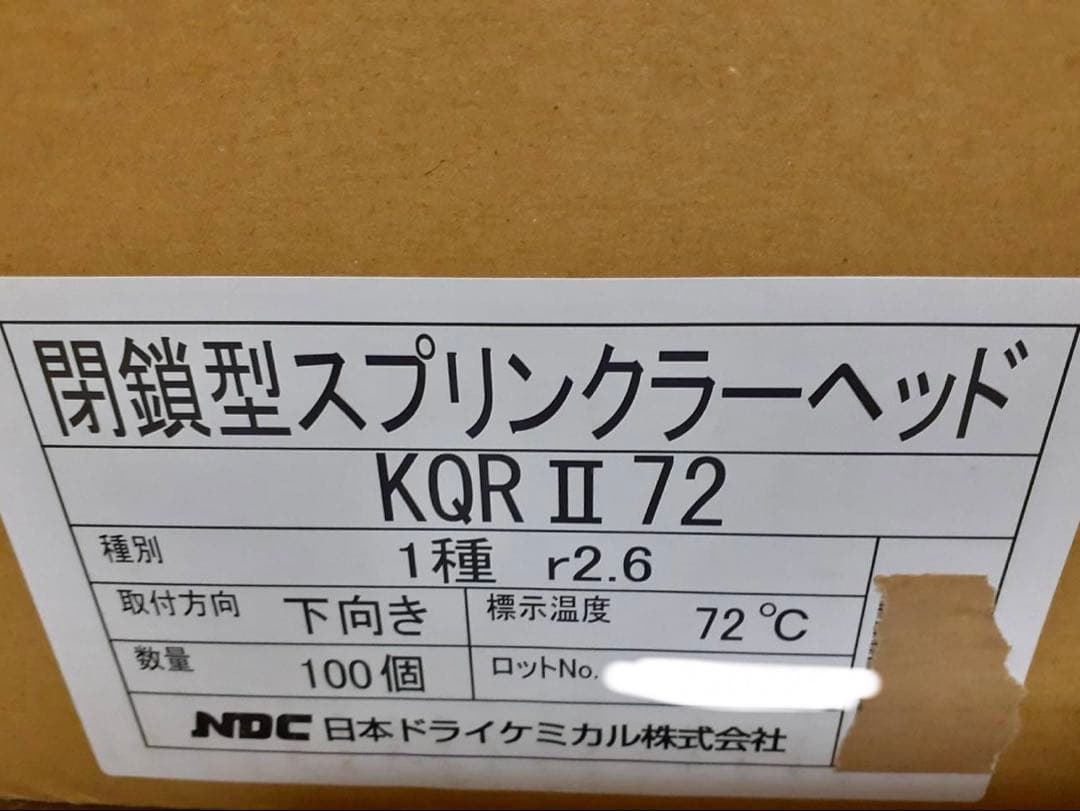 閉鎖型スプリンクラーヘッド
KQR Ⅱ 72
種別 1種 r2.6
取付方向 下向き 標示温度 72℃
数量 100個 ロットNo.
NDC 日本ドライケミカル株式会社